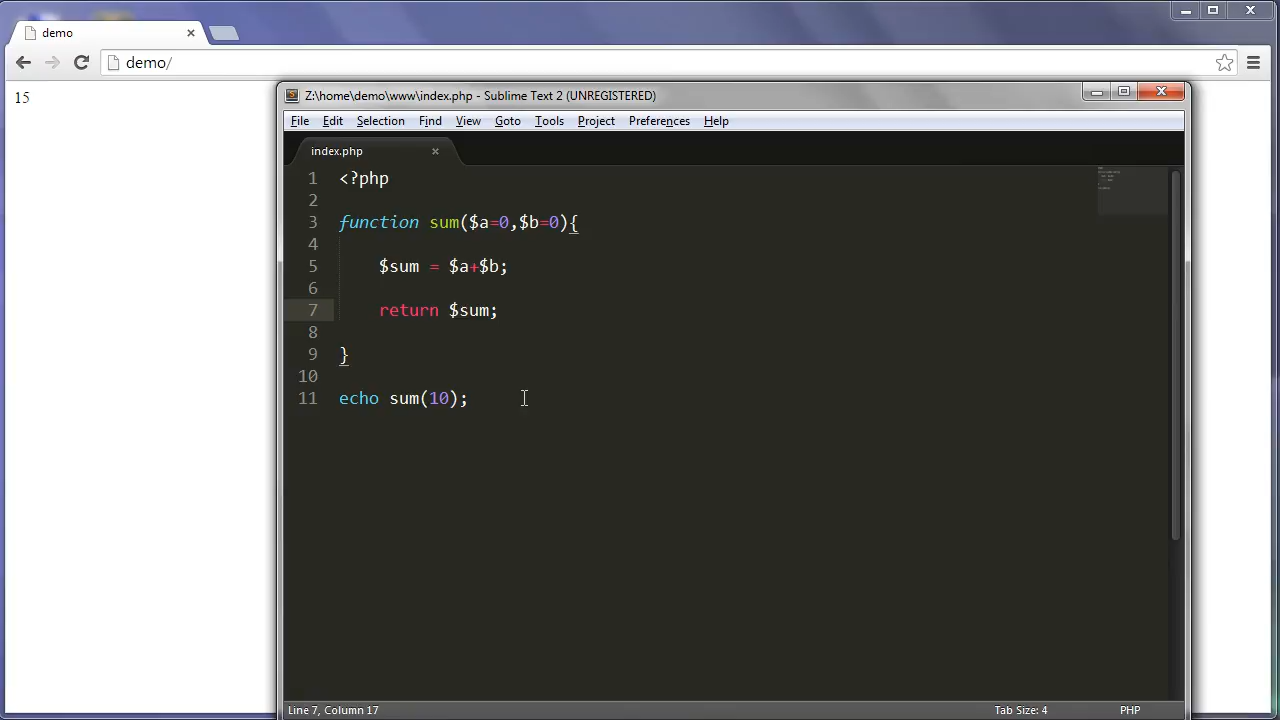 demo
demo/
15
Z:\home\demo\www\index.php - Sublime Text 2 (UNREGISTERED)
File Edit Selection Find View Goto Tools Project Preferences Help
index.php
1 <?php
2
3 function sum($a=0,$b=0){
4
5 $sum = $a+$b;
6
7 return $sum;
8
9 }
10
11 echo sum(10);
Line 7, Column 17 Tab Size: 4 PHP